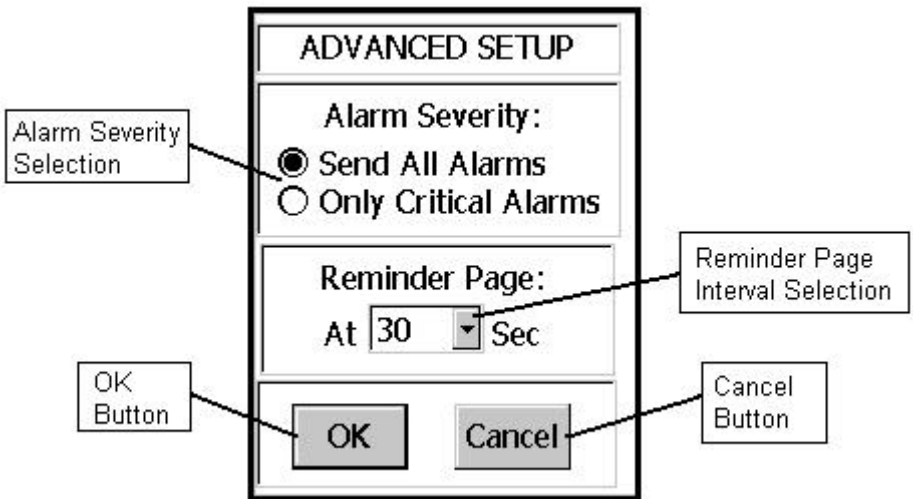 ADVANCED SETUP
Alarm Severity
Selection
Alarm Severity:
Send All Alarms
Only Critical Alarms
Reminder Page:
At 30 Sec
Reminder Page
Interval Selection
OK
Button
OK
Cancel
Cancel
Button